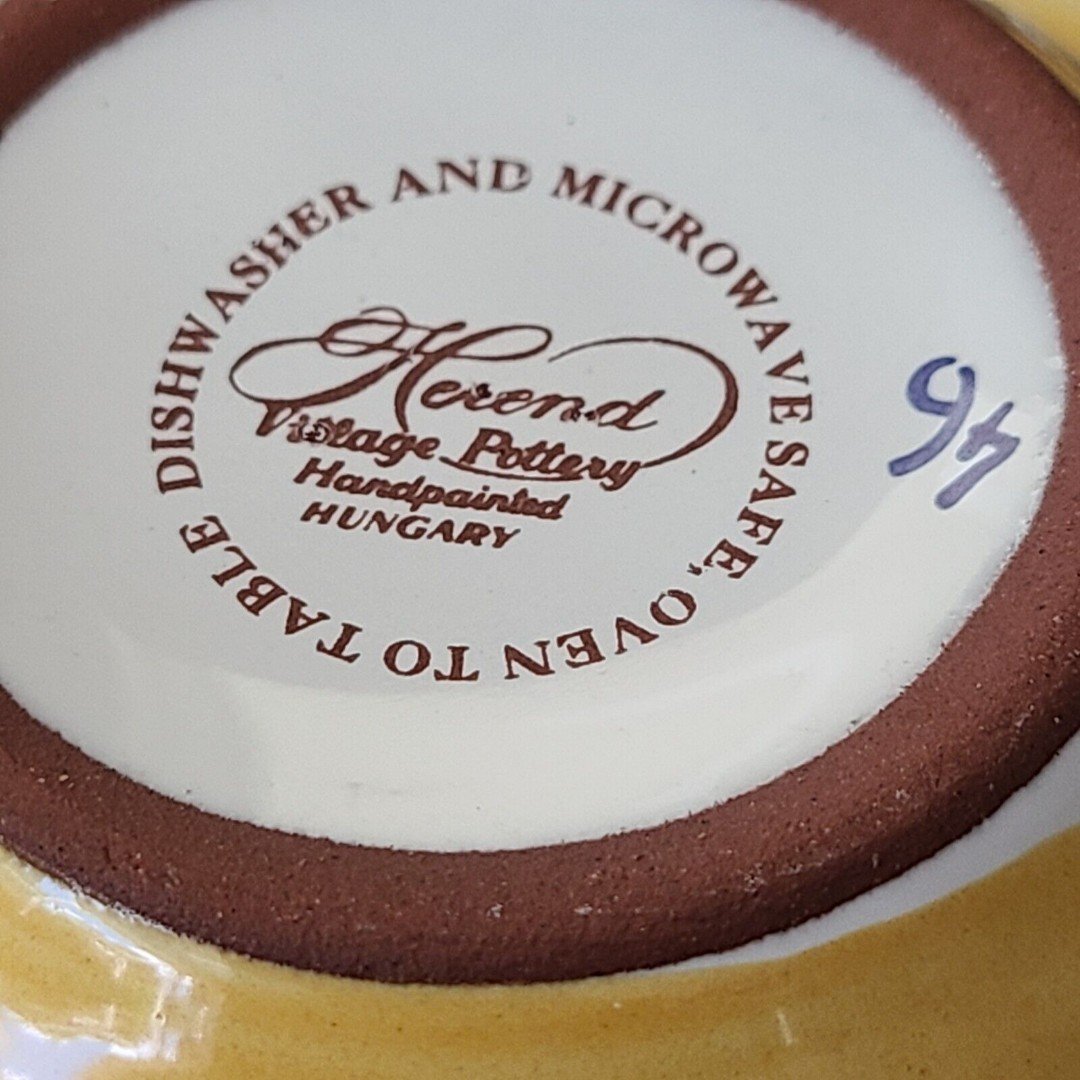 DISHWASHER AND MICROWAVE SAFE, OVEN TO TABLE
Herend
Village Pottery
Handpainted
HUNGARY
46